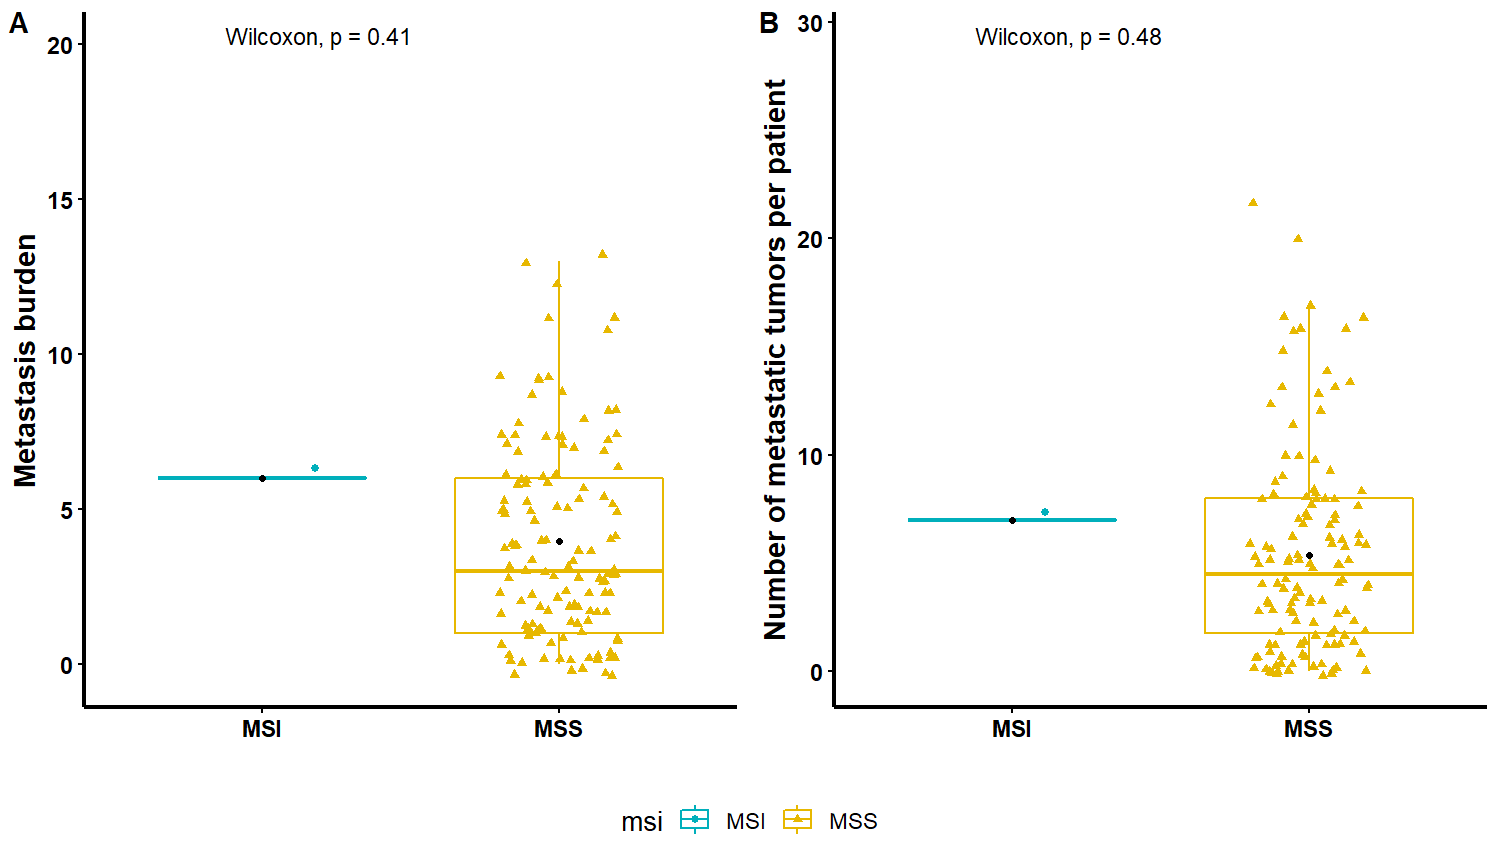 A
Wilcoxon, p = 0.41
20
15
10
5
0
Metastasis burden
MSI
MSS
B
Wilcoxon, p = 0.48
30
20
10
0
Number of metastatic tumors per patient
MSI
MSS
msi MSI MSS